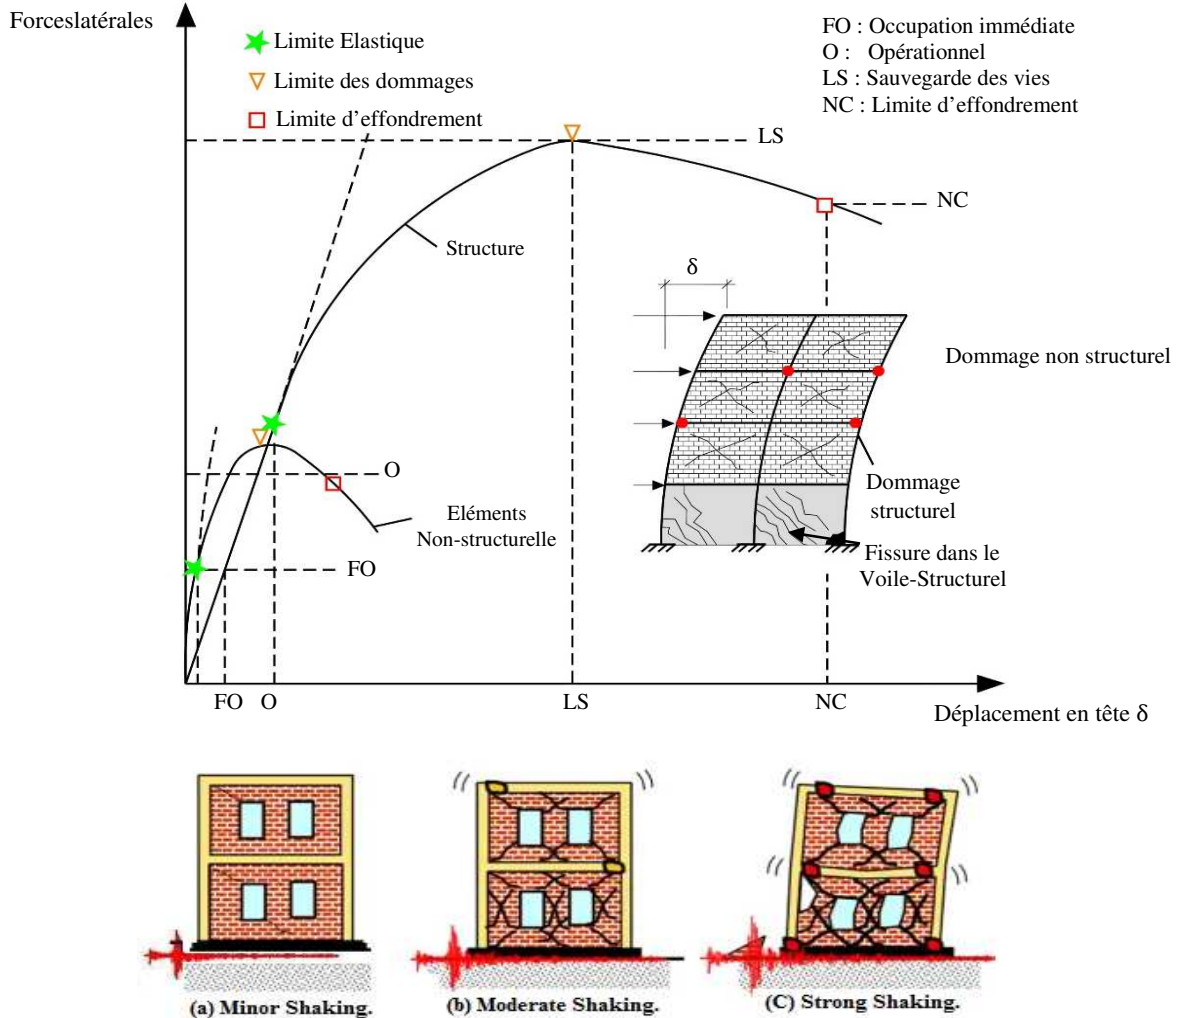 Forceslatérales
Limite Elastique
Limite des dommages
Limite d'effondrement
FO : Occupation immédiate
O : Opérationnel
LS : Sauvegarde des vies
NC : Limite d'effondrement
LS
NC
Structure
δ
Dommage non structurel
O
Eléments
Non-structurelle
Dommage
structurel
Fissure dans le
Voile-Structurel
FO
FO
O
LS
NC
Déplacement en tête δ
(a) Minor Shaking.
(b) Moderate Shaking.
(C) Strong Shaking.